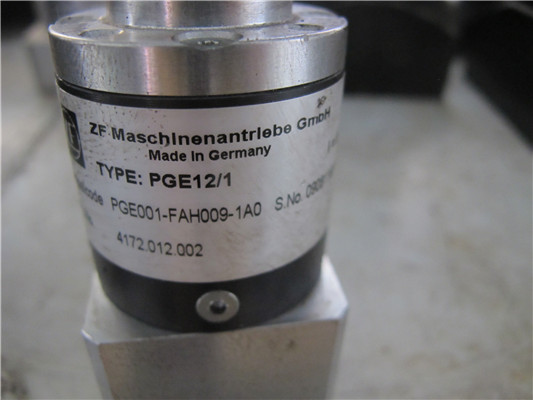 ZF Maschinenantriebe GmbH
Made in Germany
TYPE: PGE12/1
PGE001-FAH009-1A0 S.No.
4172.012.002